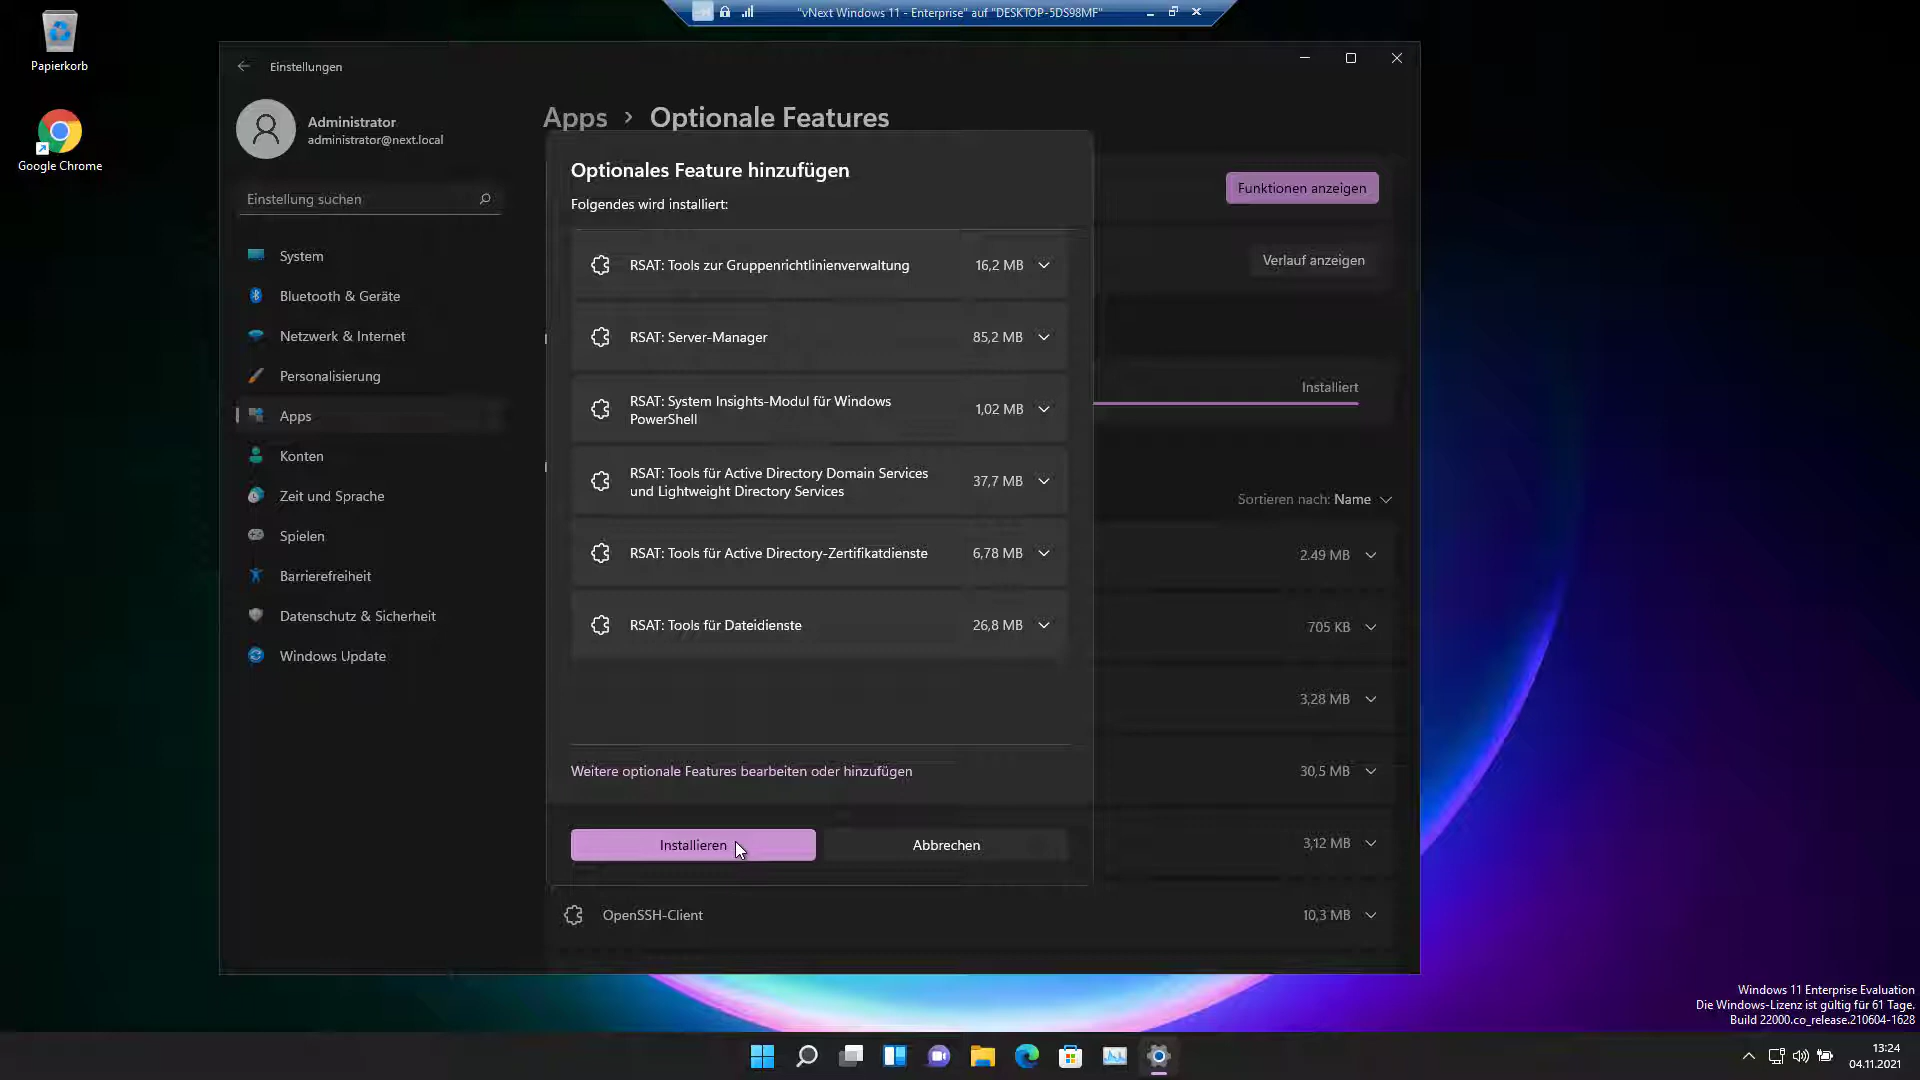 "vNext Windows 11 - Enterprise" auf "DESKTOP-5DS98MF"
Papierkorb
Google Chrome
Einstellungen
Administrator
administrator@next.local
Einstellung suchen
System
Bluetooth & Geräte
Netzwerk & Internet
Personalisierung
Apps
Konten
Zeit und Sprache
Spielen
Barrierefreiheit
Datenschutz & Sicherheit
Windows Update
Apps > Optionale Features
Optionales Feature hinzufügen
Folgendes wird installiert:
RSAT: Tools zur Gruppenrichtlinienverwaltung 16,2 MB
RSAT: Server-Manager 85,2 MB
RSAT: System Insights-Modul für Windows
PowerShell
1,02 MB
RSAT: Tools für Active Directory Domain Services
und Lightweight Directory Services
37,7 MB
RSAT: Tools für Active Directory-Zertifikatdienste 6,78 MB
RSAT: Tools für Dateidienste 26,8 MB
Weitere optionale Features bearbeiten oder hinzufügen
Installieren
Abbrechen
Funktionen anzeigen
Verlauf anzeigen
Installiert
Sortieren nach: Name
2.49 MB
705 KB
3,28 MB
30,5 MB
3,12 MB
OpenSSH-Client 10,3 MB
Windows 11 Enterprise Evaluation
Die Windows-Lizenz ist gültig für 61 Tage.
Build 22000.co_release.210604-1628
13:24
04.11.2021